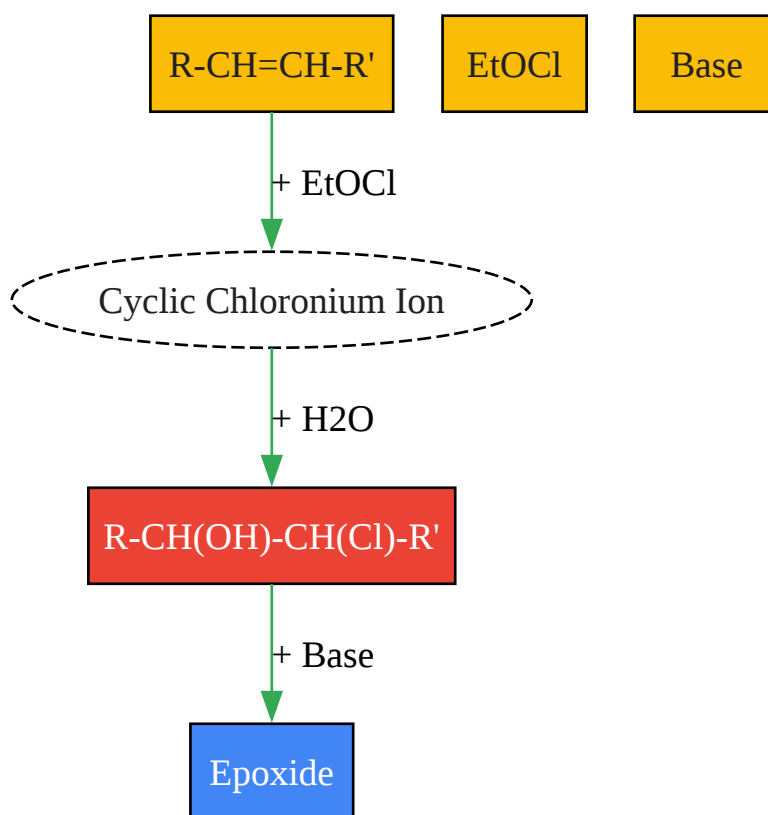 R-CH=CH-R'
EtOCl
Base
+ EtOCl
Cyclic Chloronium Ion
+ H2O
R-CH(OH)-CH(Cl)-R'
+ Base
Epoxide